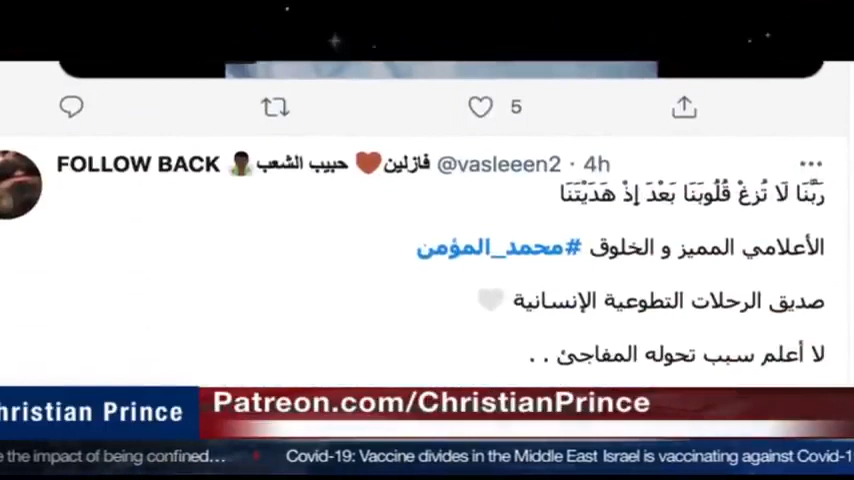 5
FOLLOW BACK حبيب الشعب فازلين @vasleeen2 · 4h
رَبَّنَا لَا تُزِغْ قُلُوبَنَا بَعْدَ إِذْ هَدَيْتَنَا
الأعلامي المميز و الخلوق #محمد_المؤمن
صديق الرحلات التطوعية الإنسانية
لا أعلم سبب تحوله المفاجئ . .
hristian Prince
Patreon.com/ChristianPrince
the impact of being confined...
Covid-19: Vaccine divides in the Middle East Israel is vaccinating against Covid-1